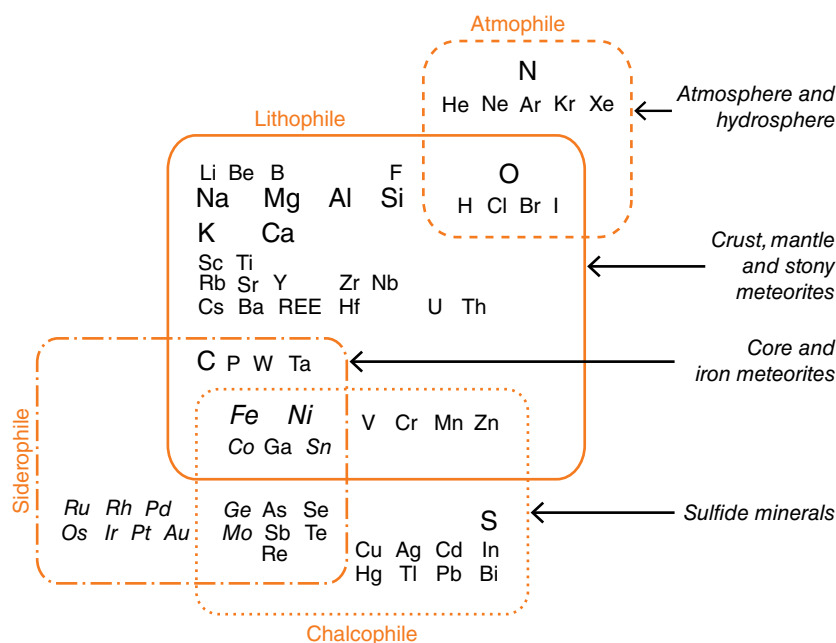 Atmophile
N
He Ne Ar Kr Xe
Atmosphere and
hydrosphere
Lithophile
Li Be B F
O
Na Mg Al Si
H Cl Br I
K Ca
Crust, mantle
and stony
meteorites
Sc Ti
Rb Sr Y Zr Nb
Cs Ba REE Hf U Th
Core and
iron meteorites
C P W Ta
Fe Ni
V Cr Mn Zn
Co Ga Sn
Siderophile
Ru Rh Pd
Os Ir Pt Au
Ge As Se
Mo Sb Te
Re
S
Cu Ag Cd In
Hg Tl Pb Bi
Sulfide minerals
Chalcophile